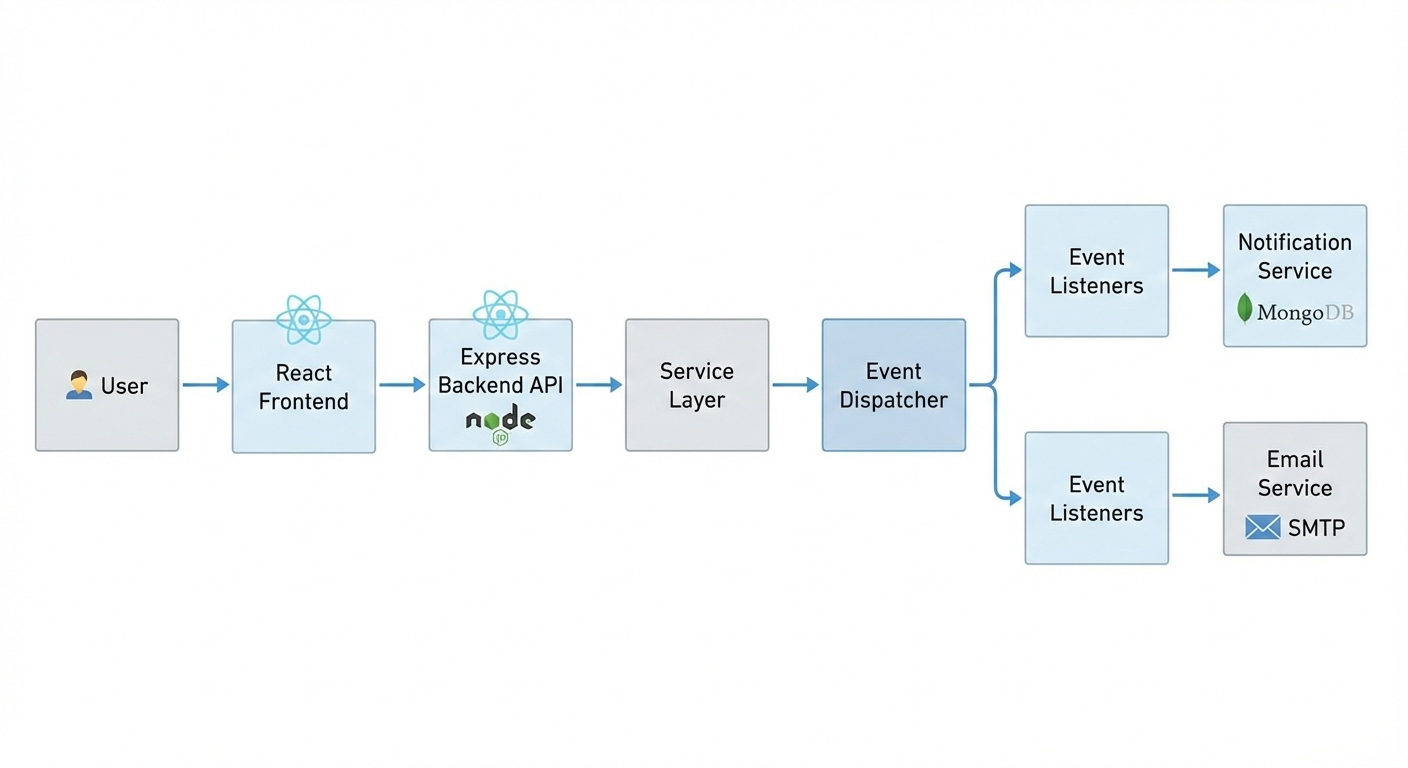 User
React
Frontend
Express
Backend API
node
Service
Layer
Event
Dispatcher
Event
Listeners
Notification
Service
MongoDB
Event
Listeners
Email
Service
SMTP